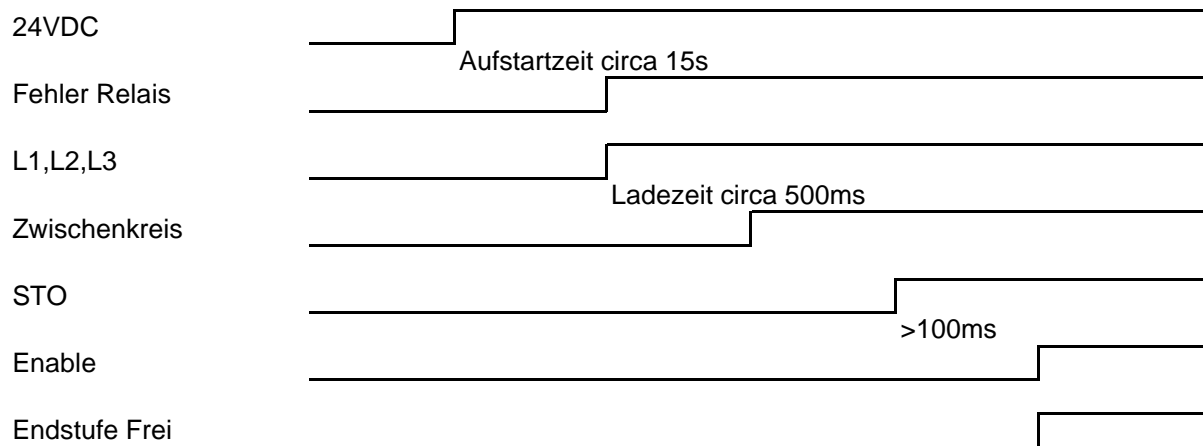 24VDC
Aufstartzeit circa 15s
Fehler Relais
L1,L2,L3
Ladezeit circa 500ms
Zwischenkreis
STO
>100ms
Enable
Endstufe Frei